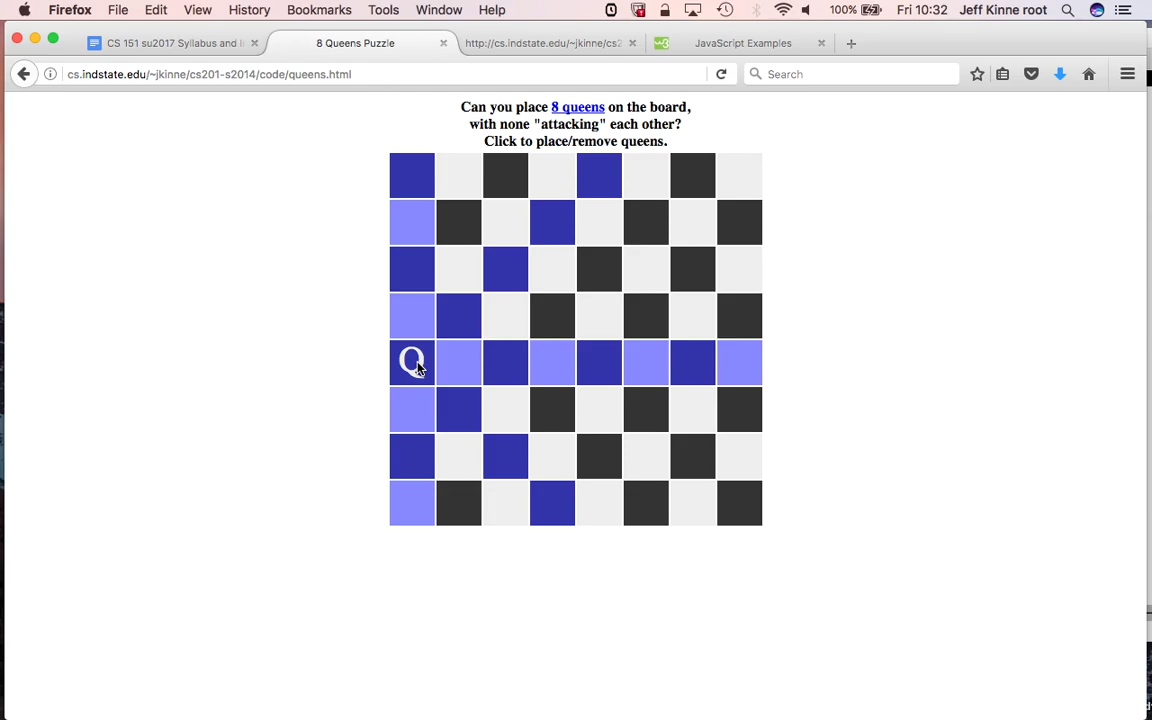 Firefox File Edit View History Bookmarks Tools Window Help 100% Fri 10:32 Jeff Kinne root
CS 151 su2017 Syllabus and li 8 Queens Puzzle http://cs.indstate.edu/~jkinne/cs2 JavaScript Examples
cs.indstate.edu/~jkinne/cs201-s2014/code/queens.html Search
Can you place 8 queens on the board,
with none "attacking" each other?
Click to place/remove queens.
Q